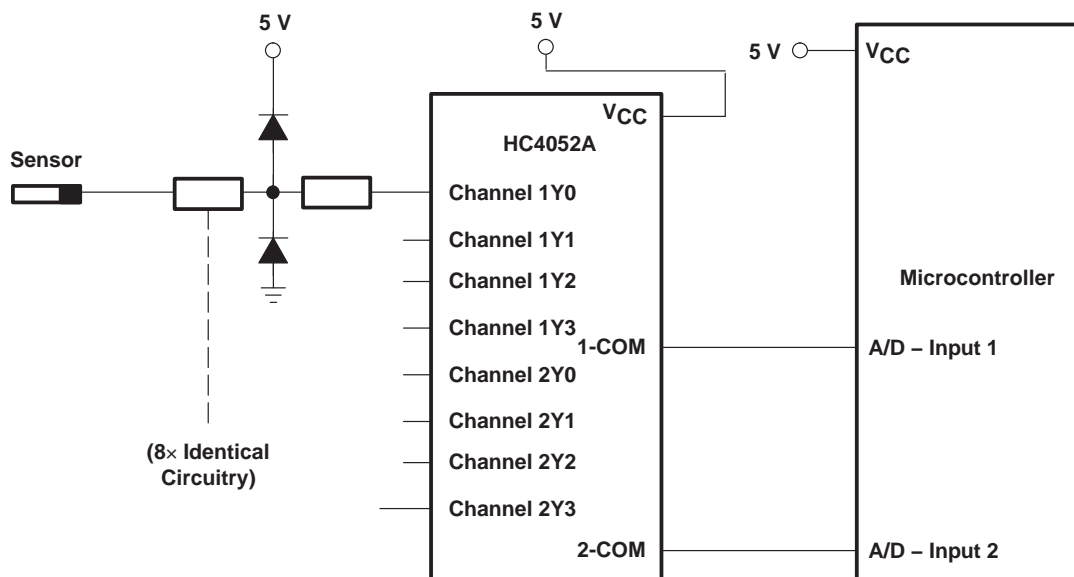 5 V
5 V
5 V
VCC
VCC
HC4052A
Sensor
Channel 1Y0
Channel 1Y1
Channel 1Y2
Microcontroller
Channel 1Y3
1-COM
A/D – Input 1
Channel 2Y0
Channel 2Y1
(8× Identical
Circuitry)
Channel 2Y2
Channel 2Y3
2-COM
A/D – Input 2